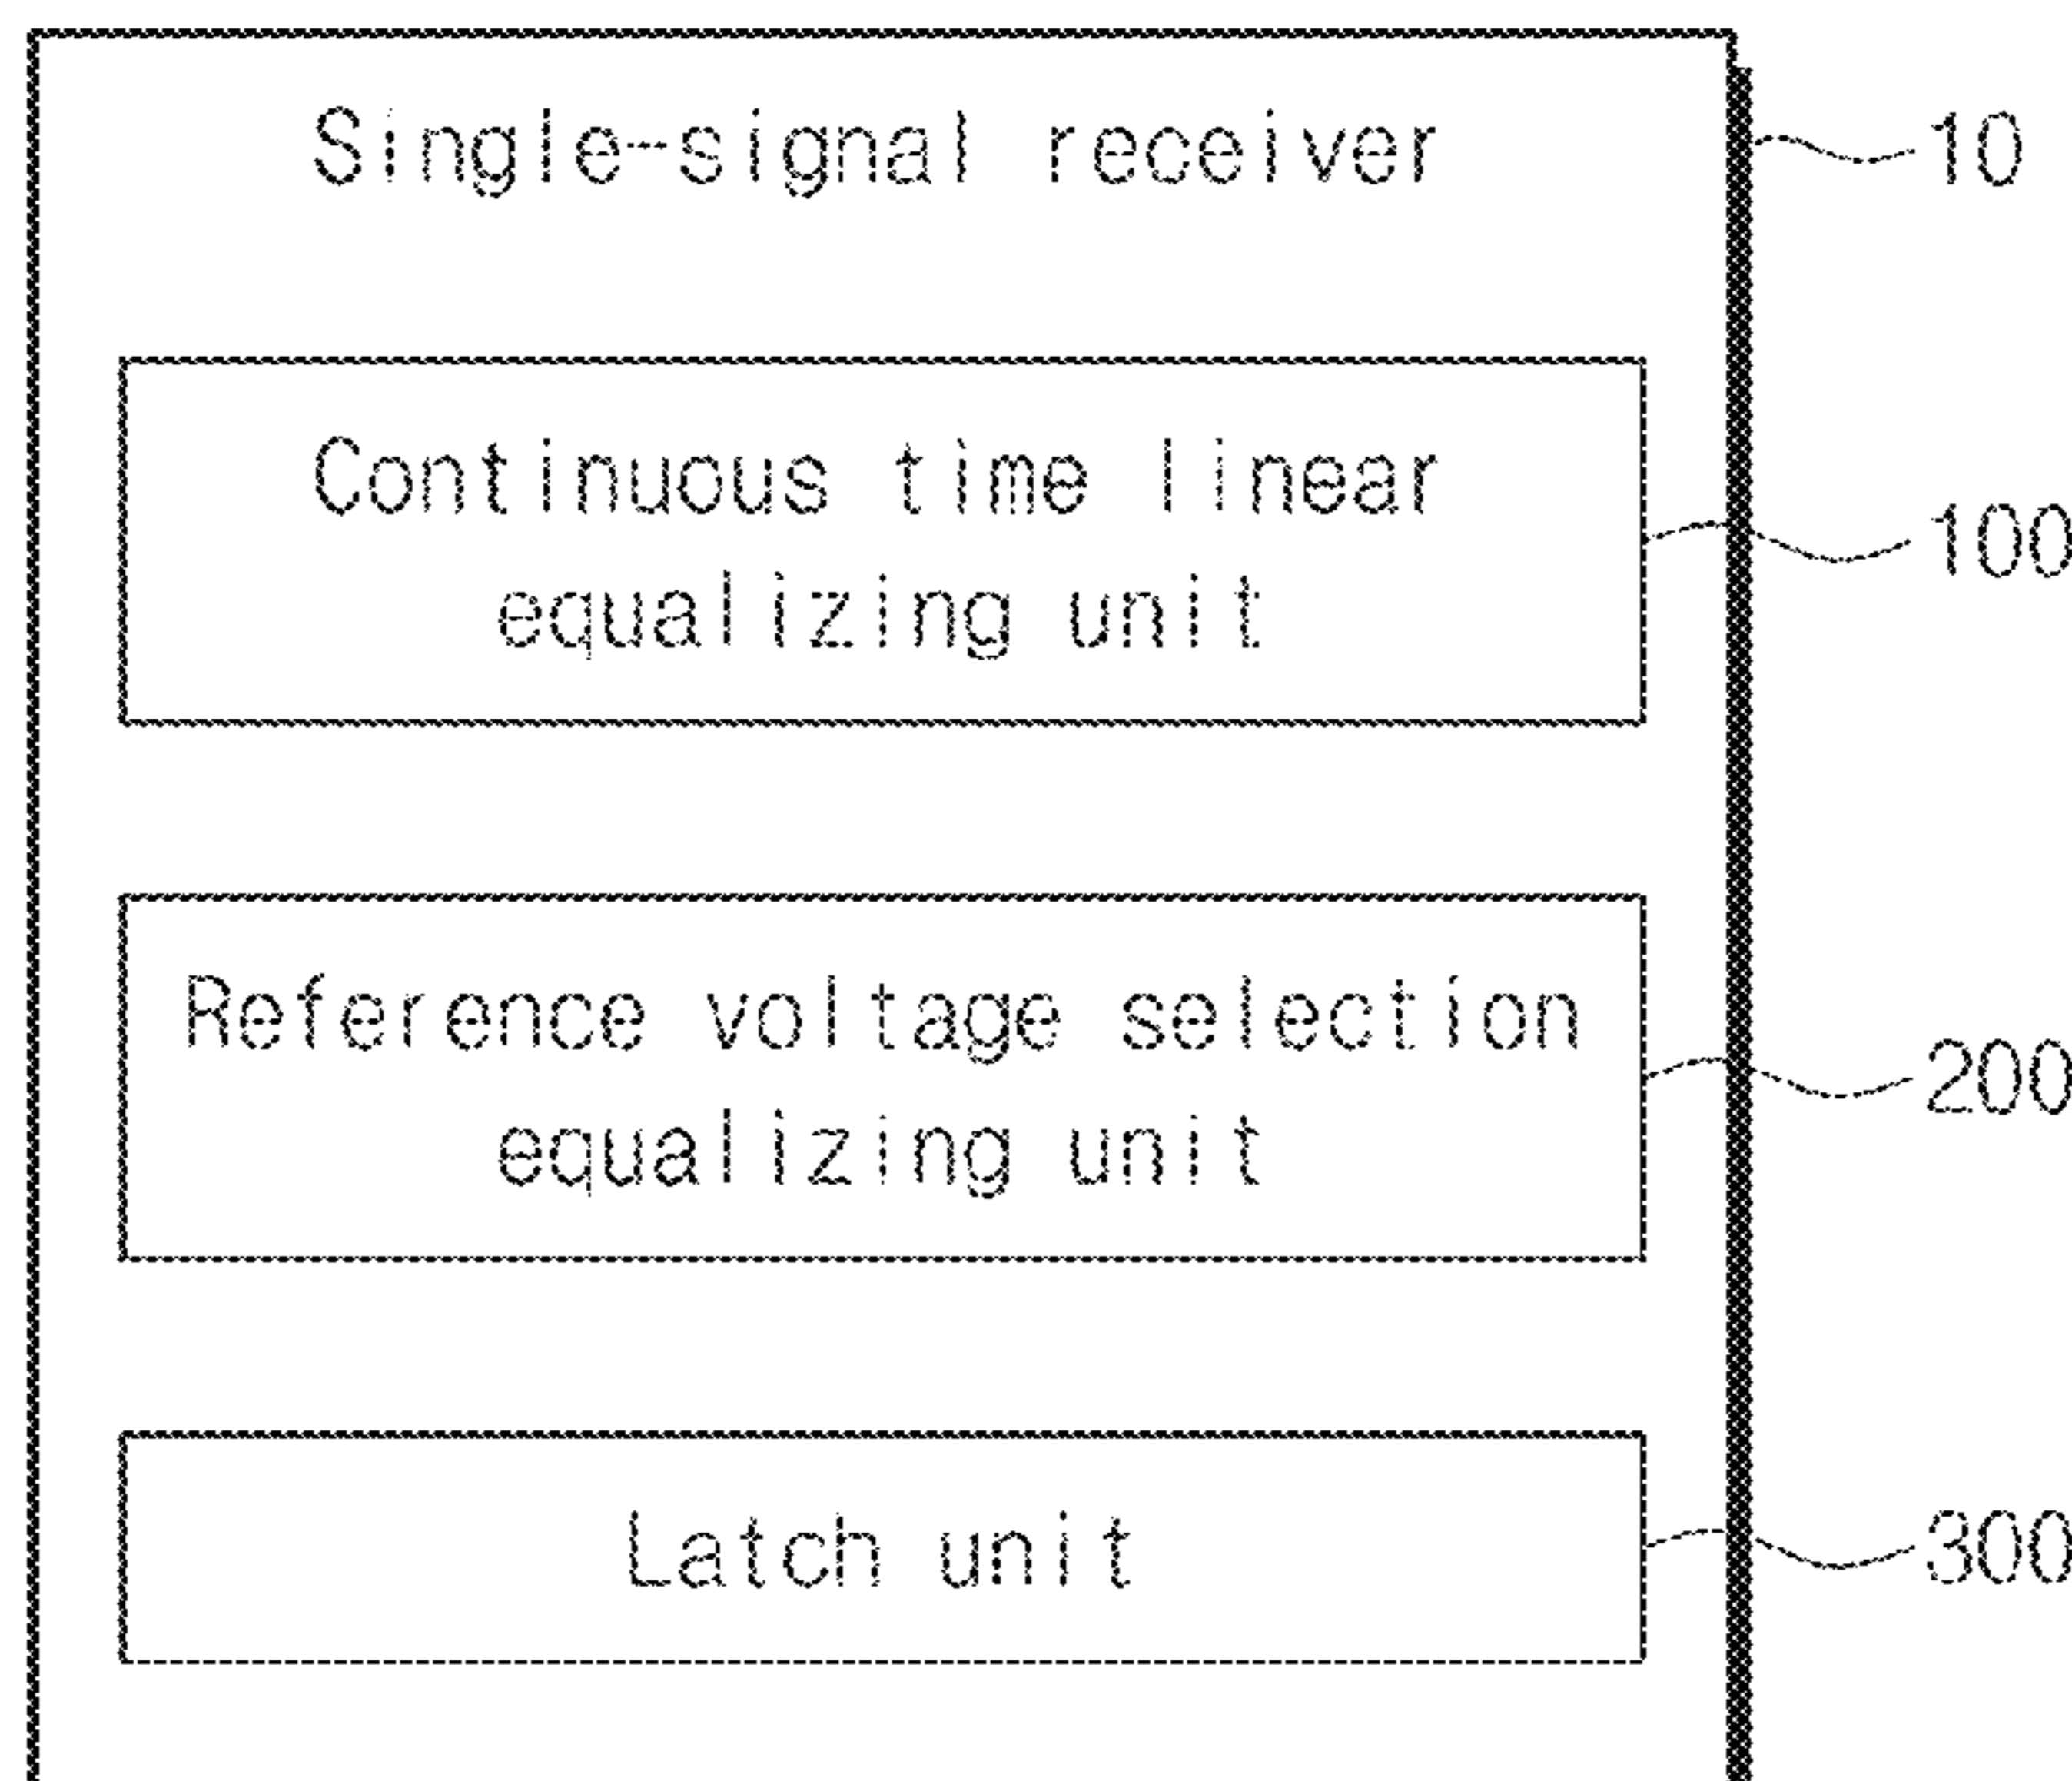 Single-signal receiver
10
Continuous time linear
equalizing unit
100
Reference voltage selection
equalizing unit
200
Latch unit
300